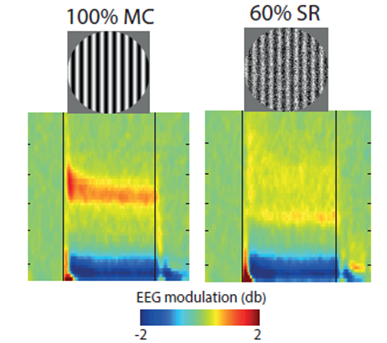 100% MC
60% SR
EEG modulation (db)
-2
2